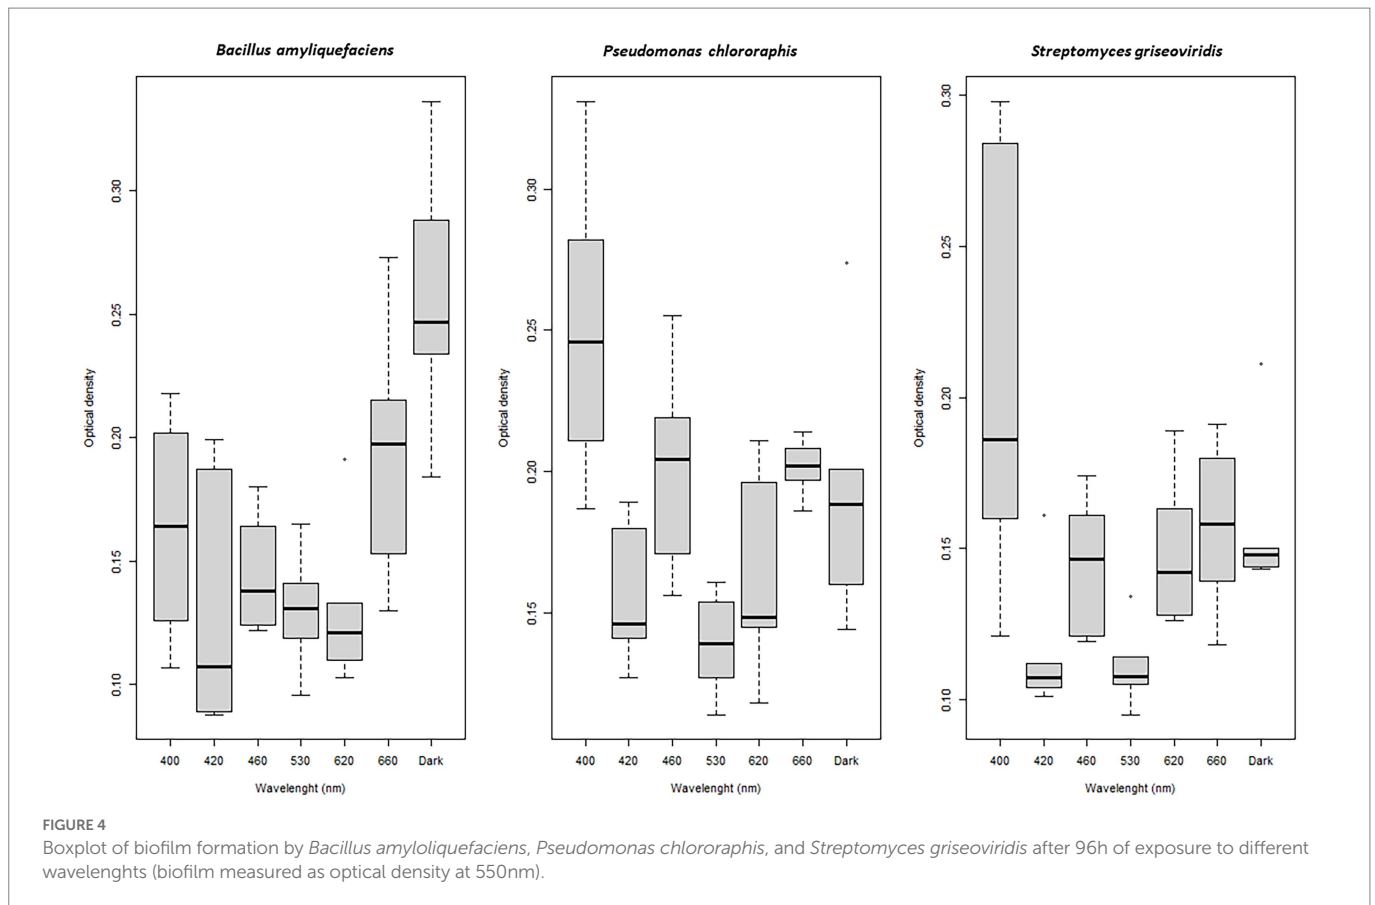 Bacillus amyliquefaciens
Pseudomonas chlororaphis
Streptomyces griseoviridis
Optical density
0.30
0.25
0.20
0.15
0.10
400 420 460 530 620 660 Dark
Wavelenght (nm)
Optical density
0.30
0.25
0.20
0.15
400 420 460 530 620 660 Dark
Wavelenght (nm)
Optical density
0.30
0.25
0.20
0.15
0.10
400 420 460 530 620 660 Dark
Wavelenght (nm)
FIGURE 4
Boxplot of biofilm formation by Bacillus amyloliquefaciens, Pseudomonas chlororaphis, and Streptomyces griseoviridis after 96h of exposure to different
wavelenghts (biofilm measured as optical density at 550nm).